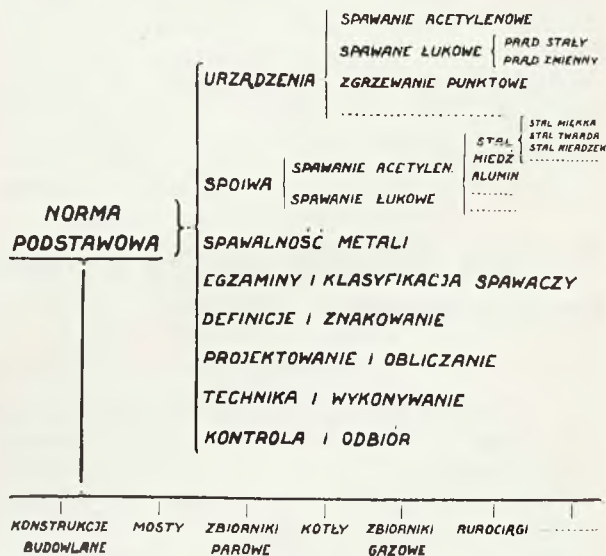 SPAWANIE ACETYLENOWE
SPAWANE ŁUKOWE { PRĄD STAŁY
PRĄD ZMIENNY
URZĄDZENIA
ZGRZEWANIE PUNKTOWE
....................
STAL { STAL MIĘKKA
STAL TWARDA
STAL NIERDZEW
............
MIEDŹ
ALUMIN
........
........
SPOIWA { SPAWANIE ACETYLEN.
SPAWANIE ŁUKOWE
NORMA
PODSTAWOWA
SPAWALNOŚĆ METALI
EGZAMINY I KLASYFIKACJA SPAWACZY
DEFINICJE I ZNAKOWANIE
PROJEKTOWANIE I OBLICZANIE
TECHNIKA I WYKONYWANIE
KONTROLA I ODBIÓR
KONSTRUKCJE
BUDOWLANE
MOSTY
ZBIORNIKI
PAROWE
KOTŁY
ZBIORNIKI
GAZOWE
RUROCIĄGI
............